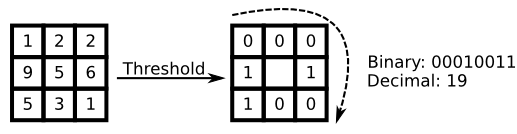 1 2 2
9 5 6
5 3 1
Threshold
0 0 0
1 1
1 0 0
Binary: 00010011
Decimal: 19